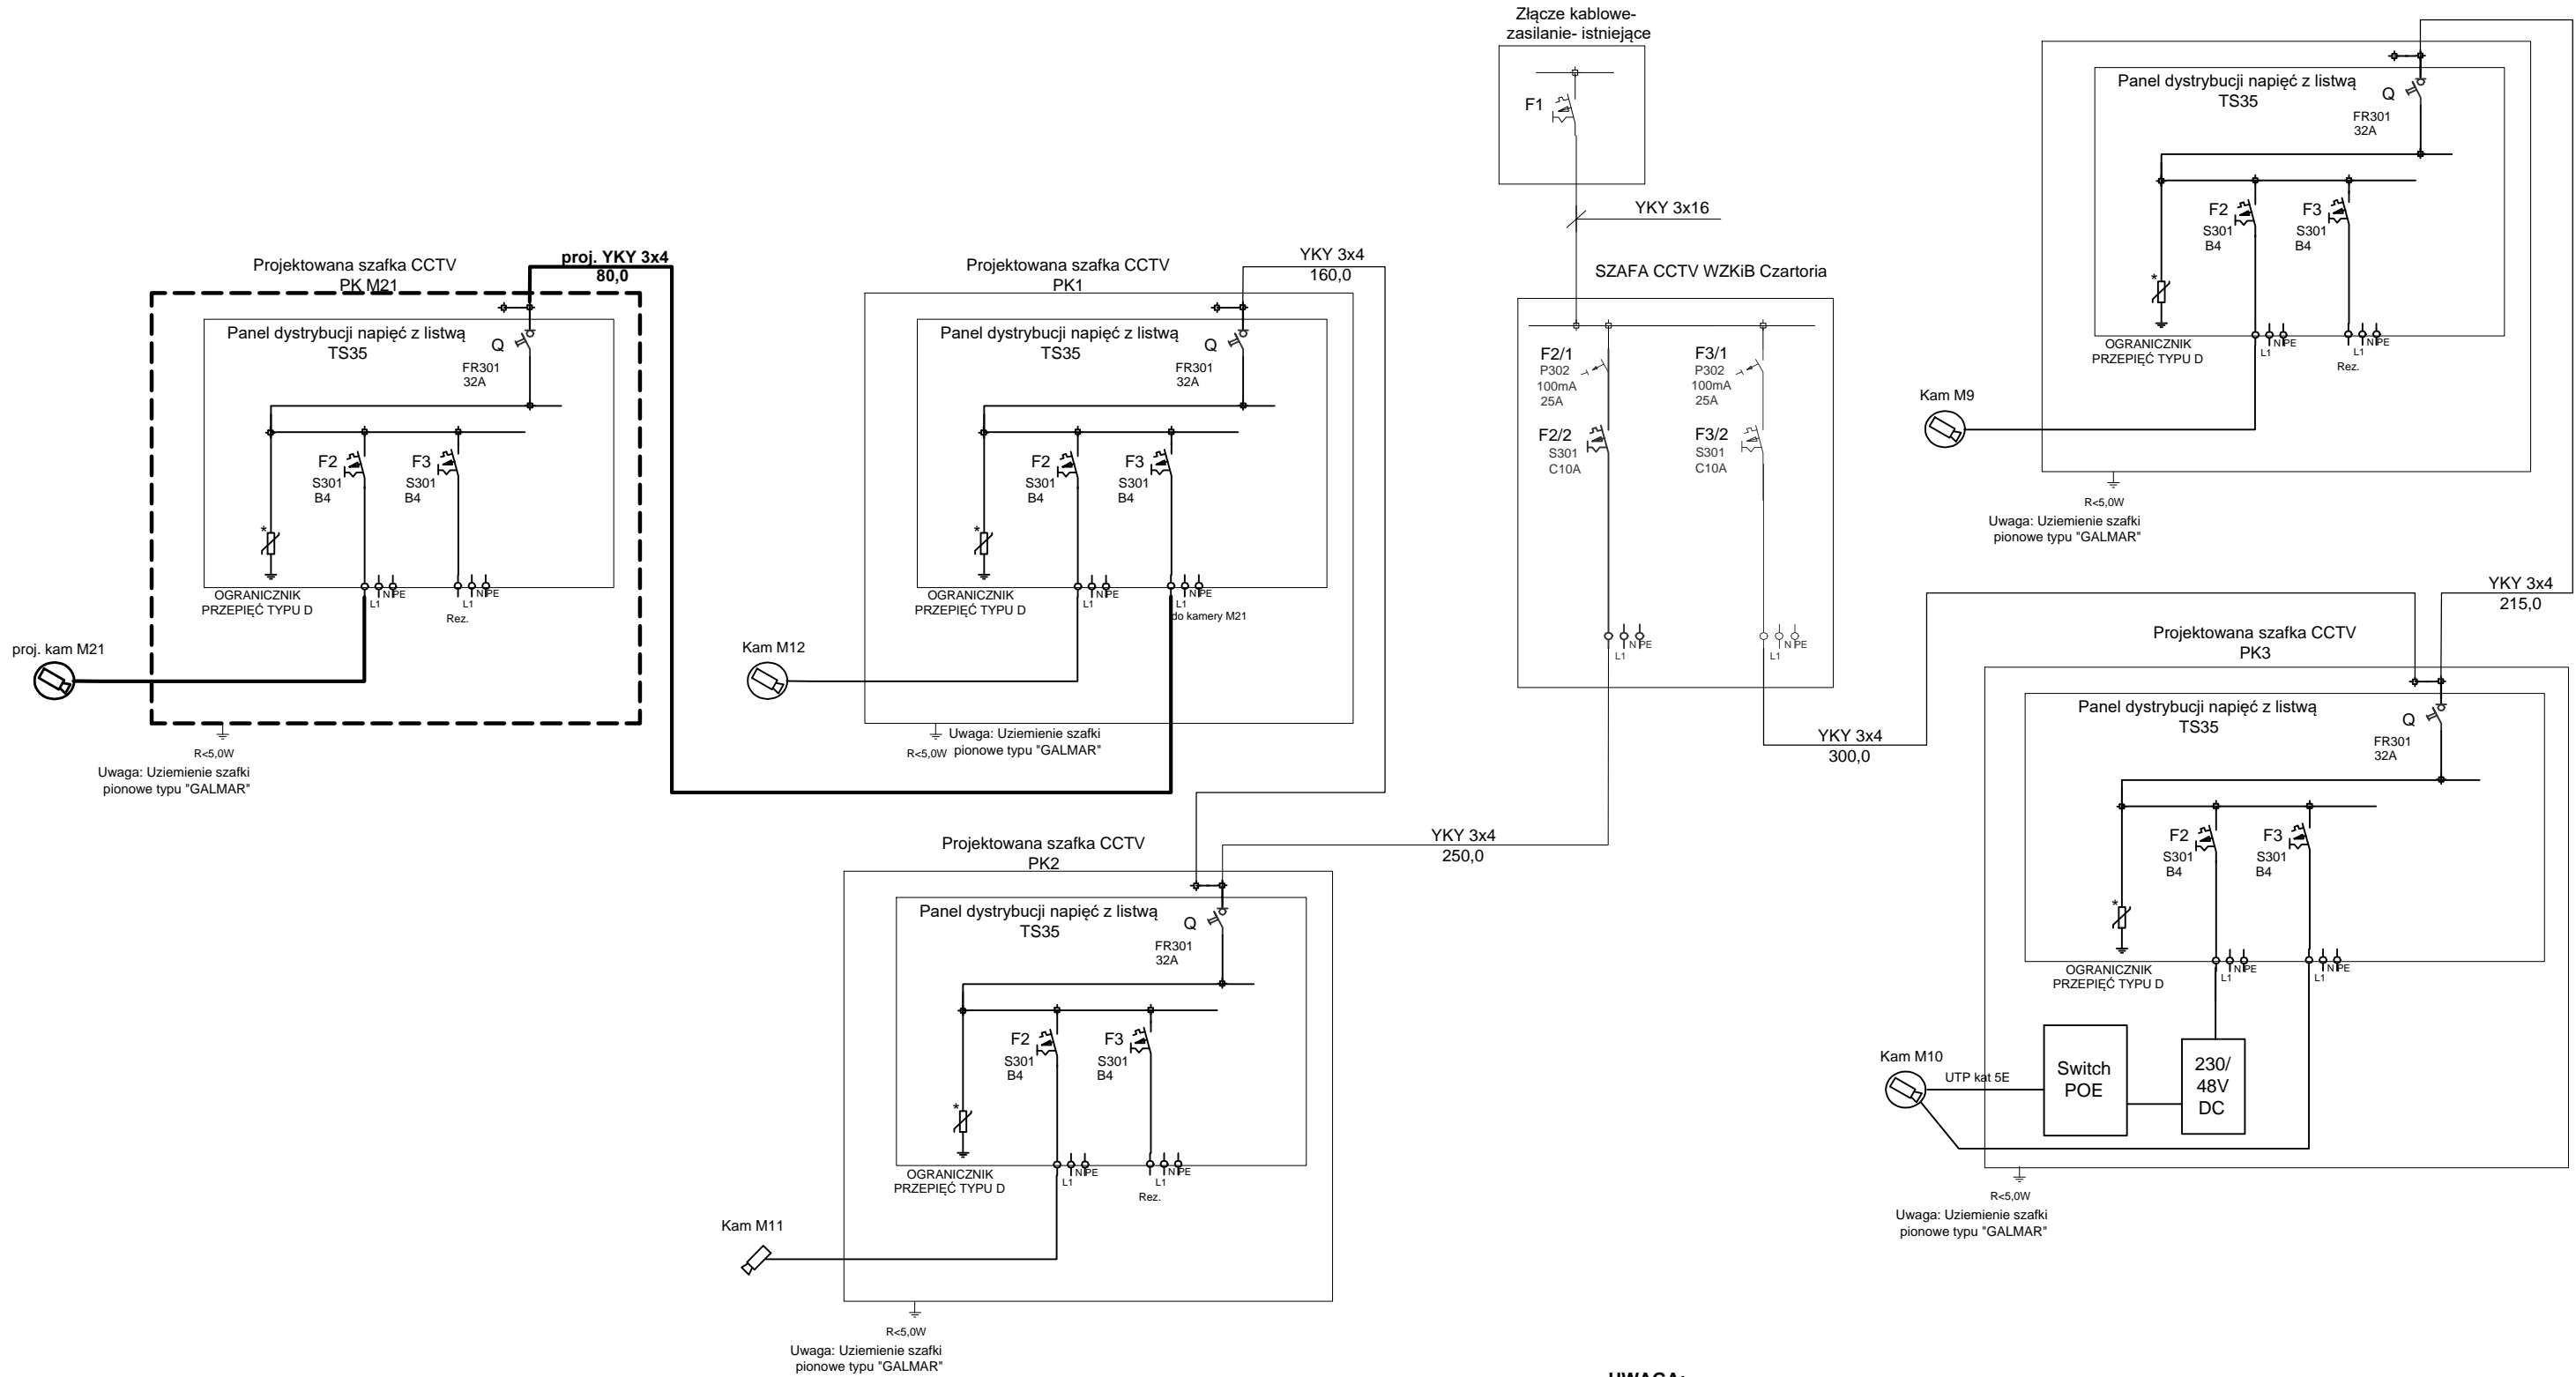 Złącze kablowe-
zasilanie- istniejące
F1
YKY 3x16
SZAFA CCTV WZKiB Czartoria
F2/1
P302
100mA
25A
F2/2
S301
C10A
F3/1
P302
100mA
25A
F3/2
S301
C10A
L1
N
PE
L1
N
PE
Projektowana szafka CCTV
PK M21
proj. YKY 3x4
80,0
Panel dystrybucji napięć z listwą
TS35
Q
FR301
32A
F2
S301
B4
F3
S301
B4
*
OGRANICZNIK
PRZEPIĘĆ TYPU D
L1
N
PE
L1
N
PE
Rez.
proj. kam M21
R<5,0W
Uwaga: Uziemienie szafki
pionowe typu "GALMAR"
Projektowana szafka CCTV
PK1
YKY 3x4
160,0
Panel dystrybucji napięć z listwą
TS35
Q
FR301
32A
F2
S301
B4
F3
S301
B4
*
OGRANICZNIK
PRZEPIĘĆ TYPU D
L1
N
PE
L1
N
PE
do kamery M21
Kam M12
R<5,0W
Uwaga: Uziemienie szafki
pionowe typu "GALMAR"
Projektowana szafka CCTV
PK2
YKY 3x4
250,0
Panel dystrybucji napięć z listwą
TS35
Q
FR301
32A
F2
S301
B4
F3
S301
B4
*
OGRANICZNIK
PRZEPIĘĆ TYPU D
L1
N
PE
L1
N
PE
Rez.
Kam M11
R<5,0W
Uwaga: Uziemienie szafki
pionowe typu "GALMAR"
Panel dystrybucji napięć z listwą
TS35
Q
FR301
32A
F2
S301
B4
F3
S301
B4
*
OGRANICZNIK
PRZEPIĘĆ TYPU D
L1
N
PE
L1
N
PE
Rez.
Kam M9
R<5,0W
Uwaga: Uziemienie szafki
pionowe typu "GALMAR"
YKY 3x4
215,0
YKY 3x4
300,0
Projektowana szafka CCTV
PK3
Panel dystrybucji napięć z listwą
TS35
Q
FR301
32A
F2
S301
B4
F3
S301
B4
*
OGRANICZNIK
PRZEPIĘĆ TYPU D
L1
N
PE
L1
N
PE
Kam M10
UTP kat 5E
Switch
POE
230/
48V
DC
R<5,0W
Uwaga: Uziemienie szafki
pionowe typu "GALMAR"
UWAGA: